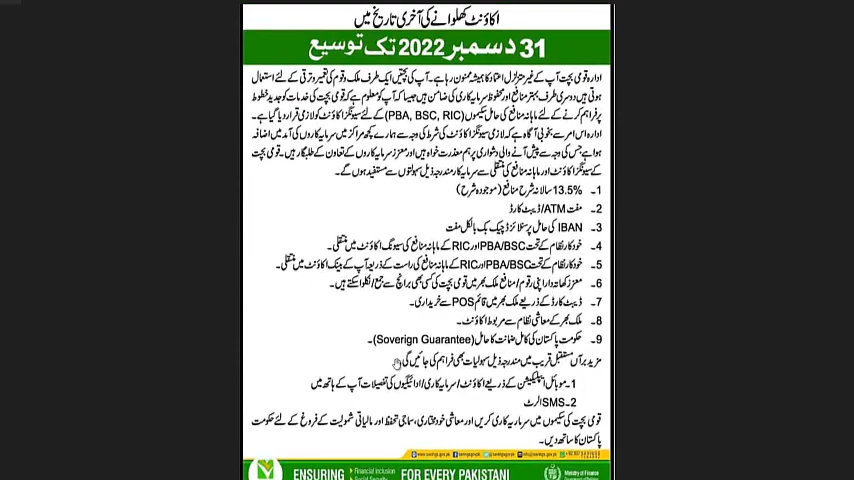 اکاؤنٹ کھلوانے کی آخری تاریخ میں
31 دسمبر 2022 تک توسیع
ادارہ قومی بچت آپ کے غیر متزلزل اعتماد کا ہمیشہ ممنون رہا ہے۔ آپ کی بچتیں ایک طرف ملک و قوم کی تعمیر و ترقی کے لئے استعمال
ہوتی ہیں دوسری طرف بہتر منافع اور محفوظ سرمایہ کاری کی ضامن ہیں جیسا کہ آپ کو معلوم ہے کہ قومی بچت کی خدمات کو جدید خطوط
پر فراہم کرنے کے لئے ماہانہ منافع کی حامل سکیموں (PBA, BSC, RIC) کے لئے سیونگز اکاؤنٹ کو لازمی قرار دیا گیا ہے۔
ادارہ اس امر سے بخوبی آگاہ ہے کہ لازمی سیونگز اکاؤنٹ کی شرط کی وجہ سے ہمارے کچھ مراکز میں سرمایہ کاروں کی آمد میں اضافہ
ہوا ہے جس کی وجہ سے پیش آنے والی دشواری پر ہم معذرت خواہ ہیں اور معزز سرمایہ کاروں کے تعاون کے طلبگار ہیں۔ قومی بچت
کے سیونگز اکاؤنٹ اور ماہانہ منافع کی منتقلی سے سرمایہ کار مندرجہ ذیل سہولتوں سے مستفید ہوں گے۔
1۔ 13.5% سالانہ شرح منافع (موجودہ شرح)
2۔ مفت ATM/ڈیبٹ کارڈ
3۔ IBAN کی حامل پرسنلائزڈ چیک بک بالکل مفت
4۔ خودکار نظام کے تحت PBA/BSC اور RIC کے ماہانہ منافع کی سیونگ اکاؤنٹ میں منتقلی۔
5۔ خودکار نظام کے تحت PBA/BSC اور RIC کے ماہانہ منافع کی راست کے ذریعہ آپ کے بینک اکاؤنٹ میں منتقلی۔
6۔ معزز کھاتہ دار اپنی رقوم/منافع ملک بھر میں قومی بچت کی کسی بھی برانچ سے جمع/نکلوا سکتے ہیں۔
7۔ ڈیبٹ کارڈ کے ذریعے ملک بھر میں قائم POS سے خریداری۔
8۔ ملک بھر کے معاشی نظام سے مربوط اکاؤنٹ۔
9۔ حکومت پاکستان کی کامل ضمانت کا حامل (Soverign Guarantee)۔
مزید برآں مستقبل قریب میں مندرجہ ذیل سہولیات بھی فراہم کی جائیں گی
1۔ موبائل ایپلیکیشن کے ذریعے اکاؤنٹ/سرمایہ کاری/ادائیگیوں کی تفصیلات آپ کے ہاتھ میں
2۔ SMS الرٹ
قومی بچت کی سکیموں میں سرمایہ کاری کریں اور معاشی خودمختاری، سماجی تحفظ اور مالیاتی شمولیت کے فروغ کے لئے حکومت
پاکستان کا ساتھ دیں۔
www.savings.gov.pk
ENSURING
Financial Inclusion
Social Security
FOR EVERY PAKISTANI
Ministry of Finance